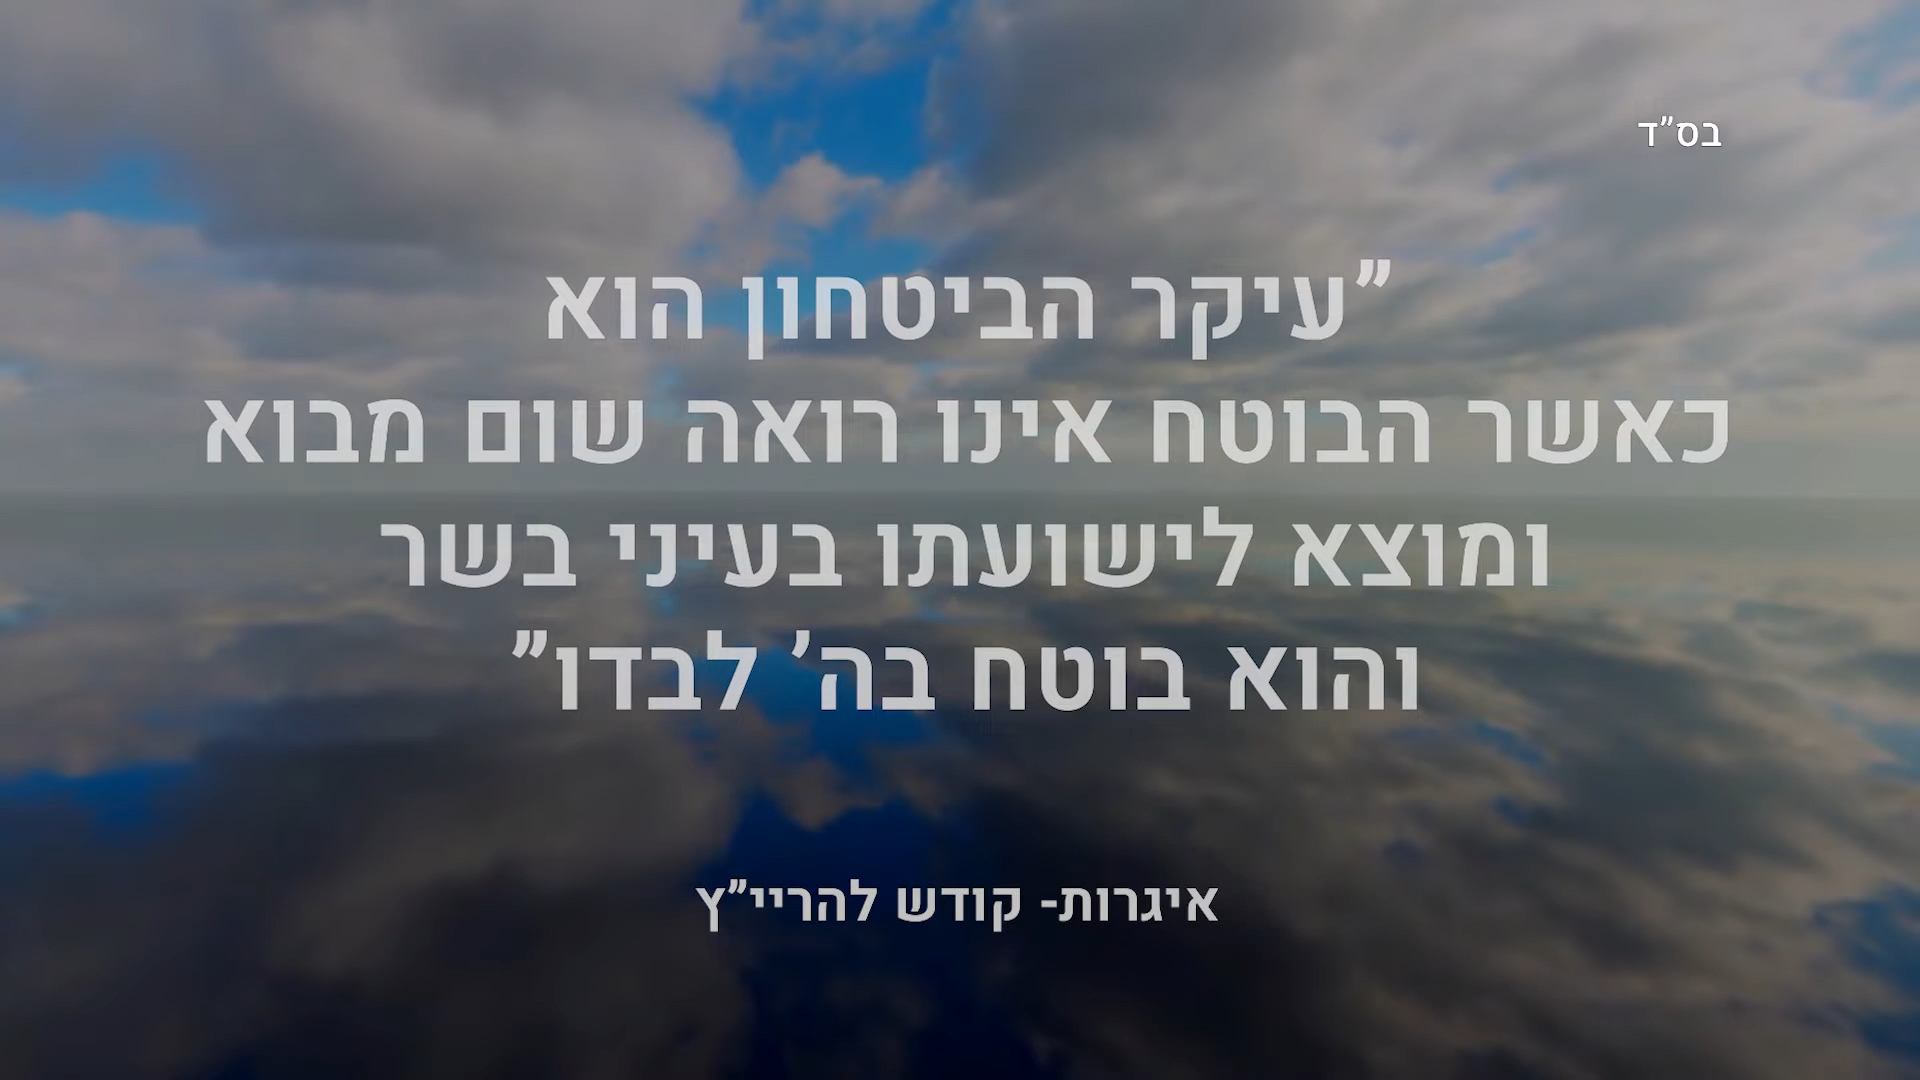 בס"ד
"עיקר הביטחון הוא
כאשר הבוטח אינו רואה שום מבוא
ומוצא לישועתו בעיני בשר
והוא בוטח בה' לבדו"
איגרות- קודש להריי"ץ